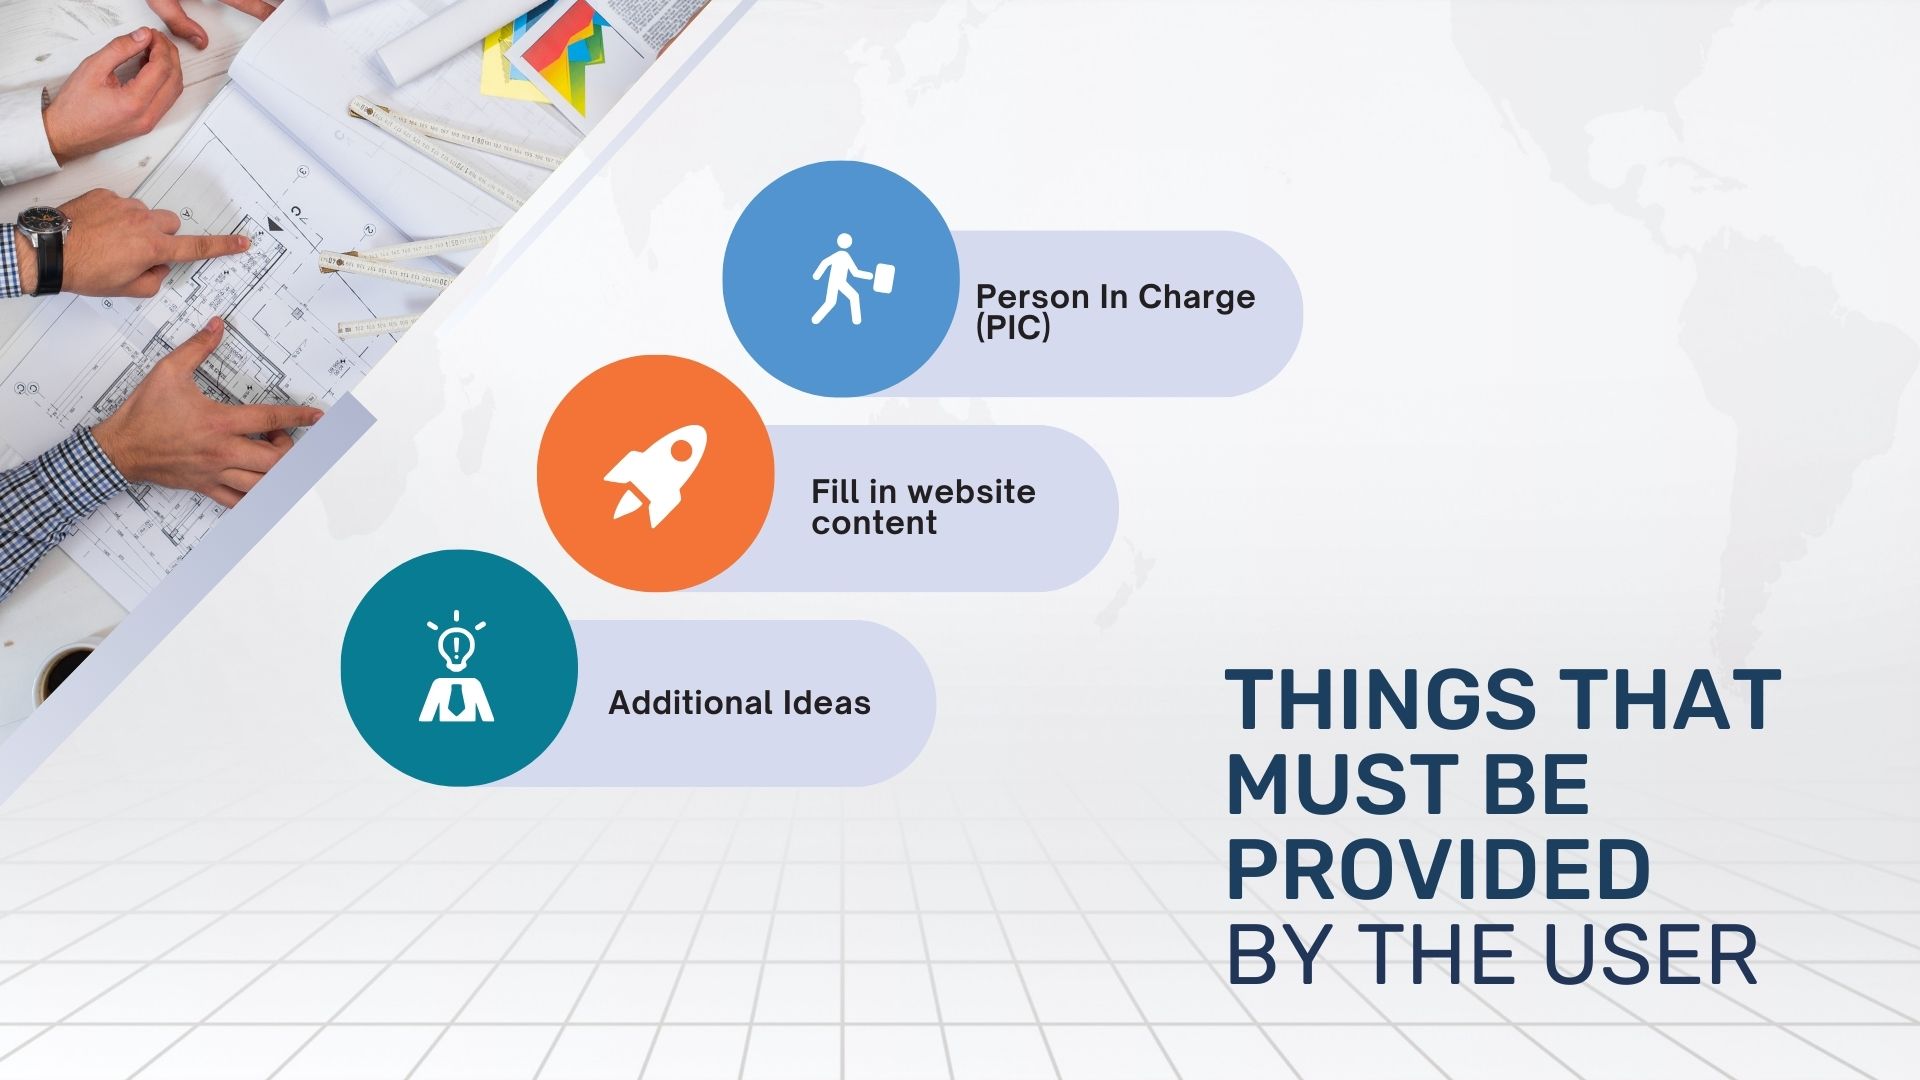 Person In Charge
(PIC)
Fill in website
content
Additional Ideas
THINGS THAT
MUST BE
PROVIDED
BY THE USER